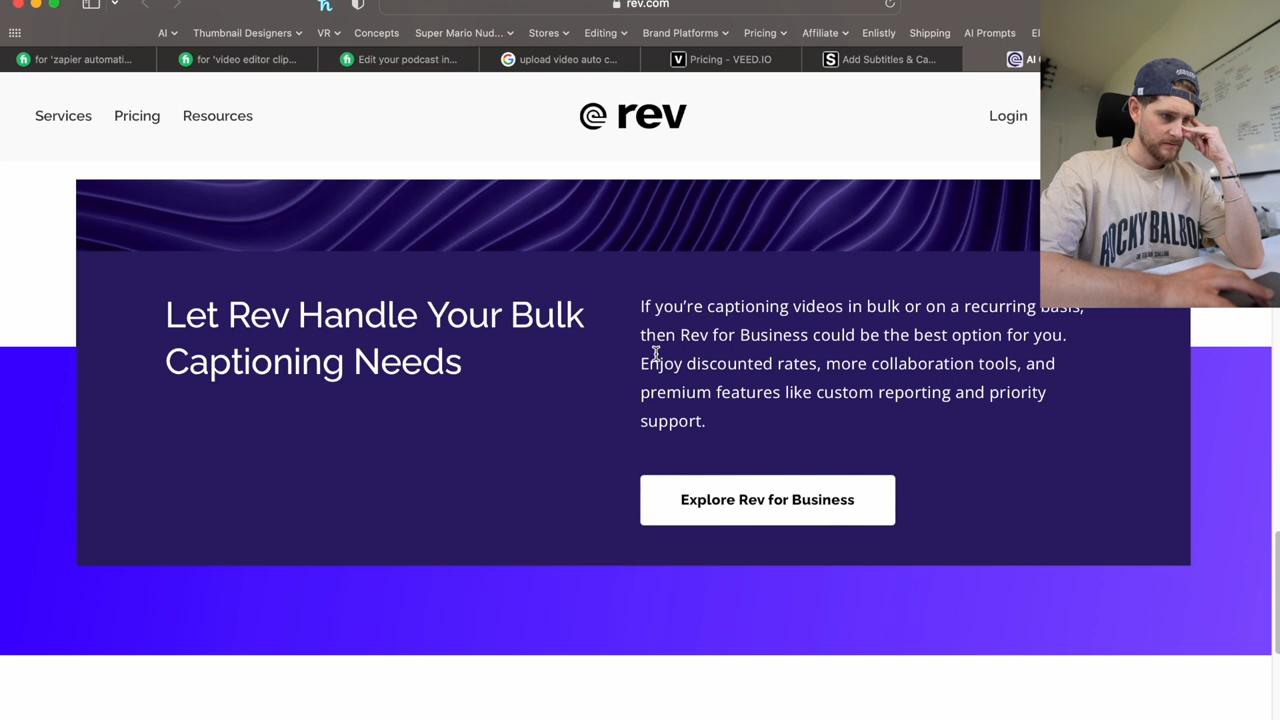 rev.com
AI Thumbnail Designers VR Concepts Super Mario Nud... Stores Editing Brand Platforms Pricing Affiliate Enlistly Shipping AI Prompts
for 'zapier automati... for 'video editor clip... Edit your podcast in... upload video auto c... Pricing - VEED.IO Add Subtitles & Ca...
Services Pricing Resources rev Login
ROCKY BALBOA
Let Rev Handle Your Bulk
Captioning Needs
If you’re captioning videos in bulk or on a recurring basis,
then Rev for Business could be the best option for you.
Enjoy discounted rates, more collaboration tools, and
premium features like custom reporting and priority
support.
Explore Rev for Business